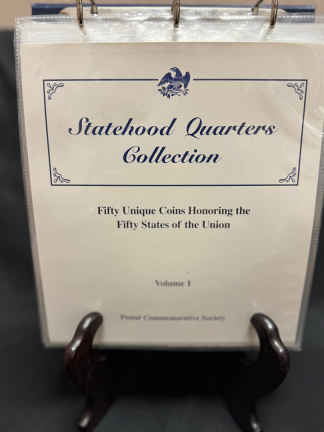 Statehood Quarters
Collection
Fifty Unique Coins Honoring the
Fifty States of the Union
Volume I
Postal Commemorative Society